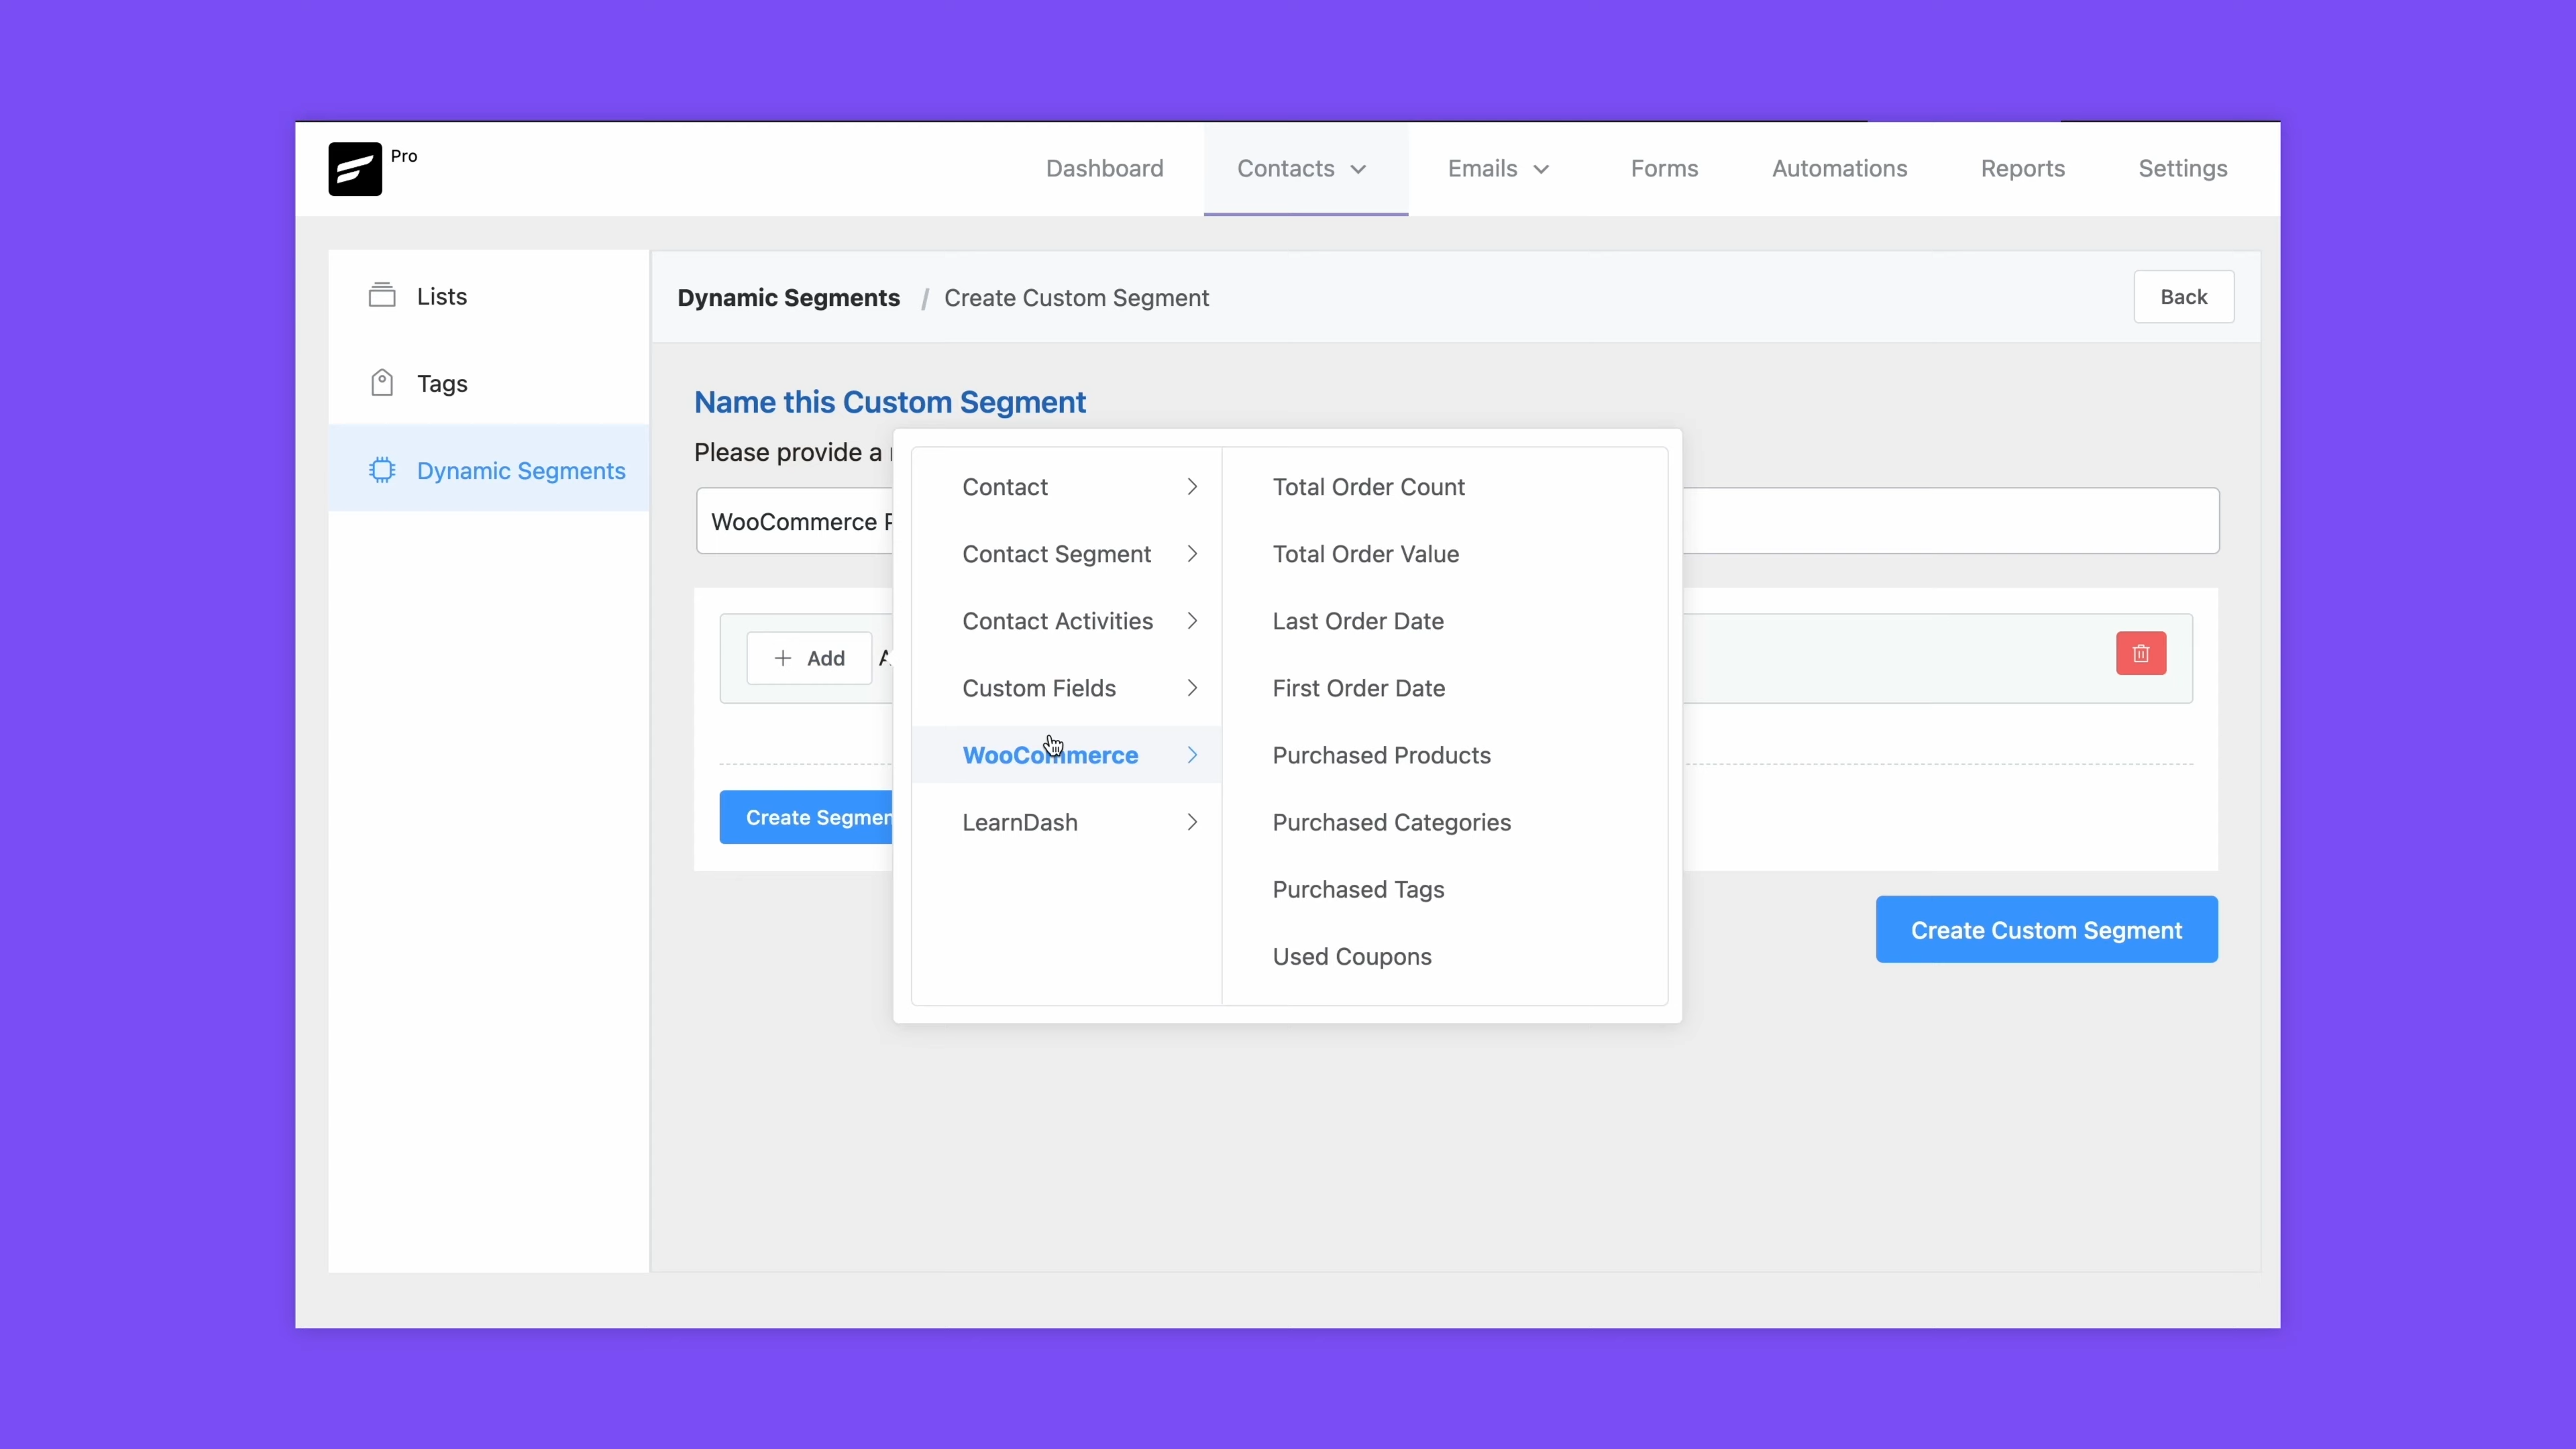 Pro
Dashboard
Contacts
Emails
Forms
Automations
Reports
Settings
Lists
Tags
Dynamic Segments
Dynamic Segments / Create Custom Segment
Back
Name this Custom Segment
Please provide a
WooCommerce
+ Add
Create Segmen
Contact
Contact Segment
Contact Activities
Custom Fields
WooCommerce
LearnDash
Total Order Count
Total Order Value
Last Order Date
First Order Date
Purchased Products
Purchased Categories
Purchased Tags
Used Coupons
Create Custom Segment